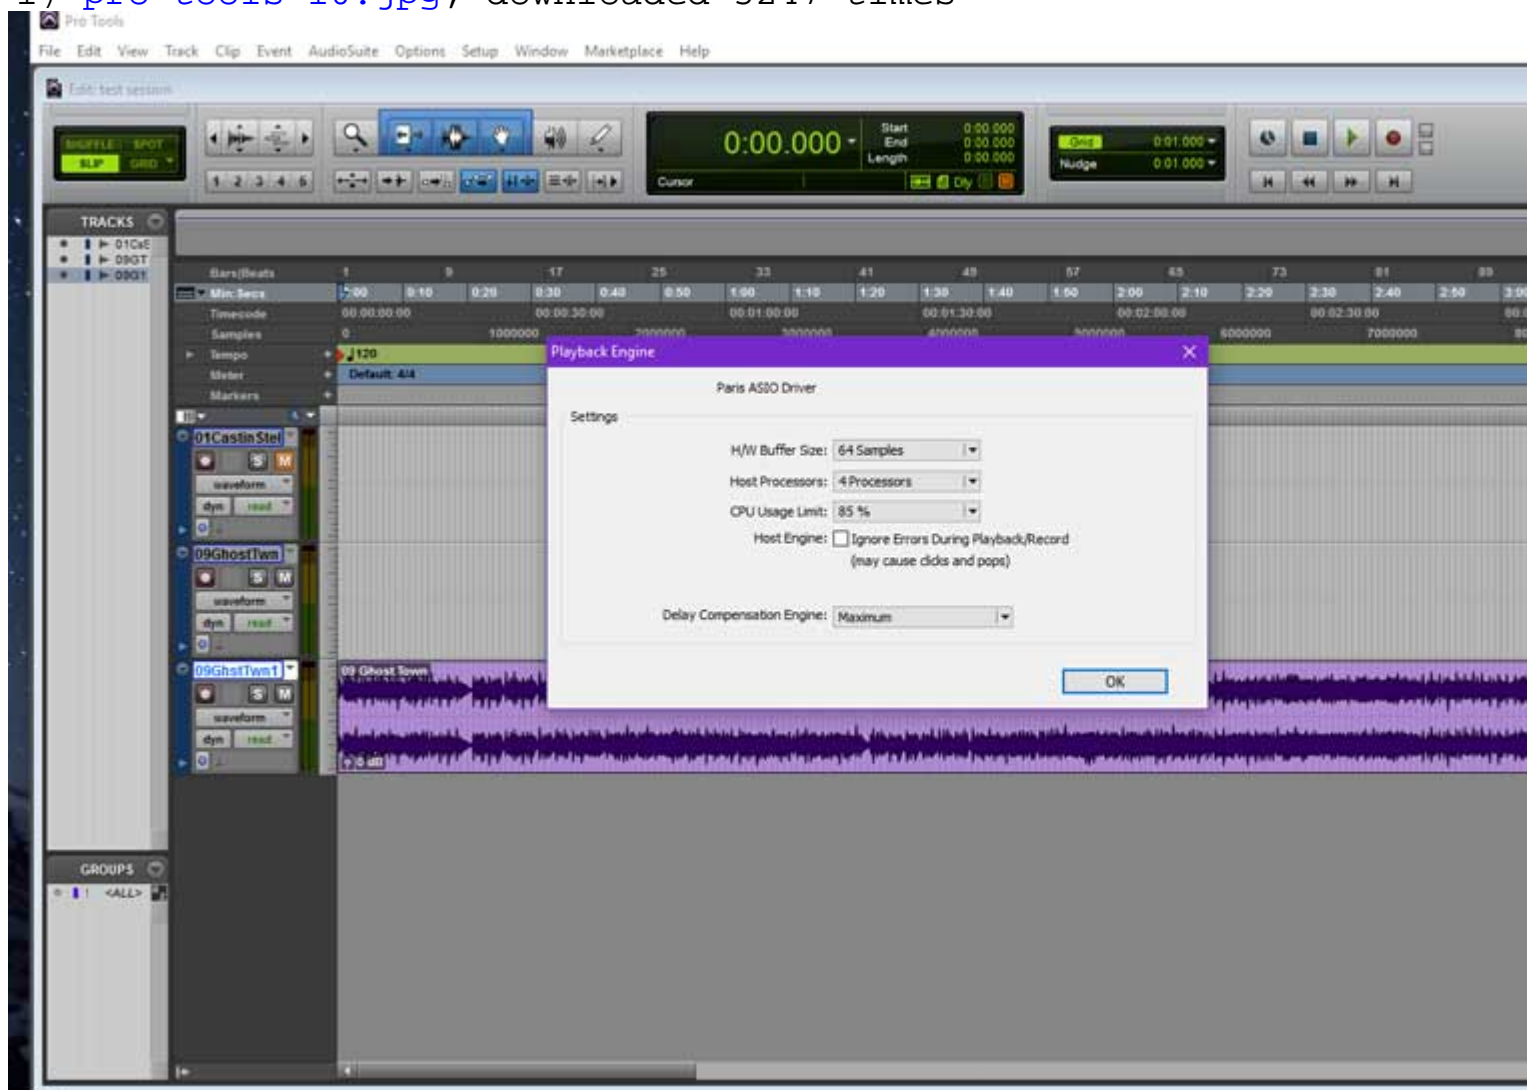 1) pro tools 10.jpg, downloaded 3247 times
Pro Tools
File Edit View Track Clip Event AudioSuite Options Setup Window Marketplace Help
Edit: test session
SHUFFLE SPOT
SLIP GRID
1 2 3 4 5
0:00.000
Start 0:00.000
End 0:00.000
Length 0:00.000
Cursor
Dly
Grid 0:01.000
Nudge 0:01.000
TRACKS
09GT
Bars|Beats 1 9 17 25 33 41 49 57 65 73 81 89
Min:Secs 0:10 0:20 0:30 0:40 0:50 1:00 1:10 1:20 1:30 1:40 1:50 2:00 2:10 2:20 2:30 2:40 2:50
Timecode 00:00:00:00 00:00:30:00 00:01:00:00 00:01:30:00 00:02:00:00 00:02:30:00
Samples 0 1000000 2000000 3000000 4000000 5000000 6000000 7000000
Tempo 120
Meter Default: 4/4
Markers
Playback Engine
Paris ASIO Driver
Settings
H/W Buffer Size: 64 Samples
Host Processors: 4 Processors
CPU Usage Limit: 85 %
Host Engine: Ignore Errors During Playback/Record
(may cause clicks and pops)
Delay Compensation Engine: Maximum
OK
01CastinStel
S M
waveform
dyn read
09GhostTwn
S M
waveform
dyn read
09GhstTwn1
S M
waveform
dyn read
09 Ghost Town
0 dB
GROUPS
! <ALL>